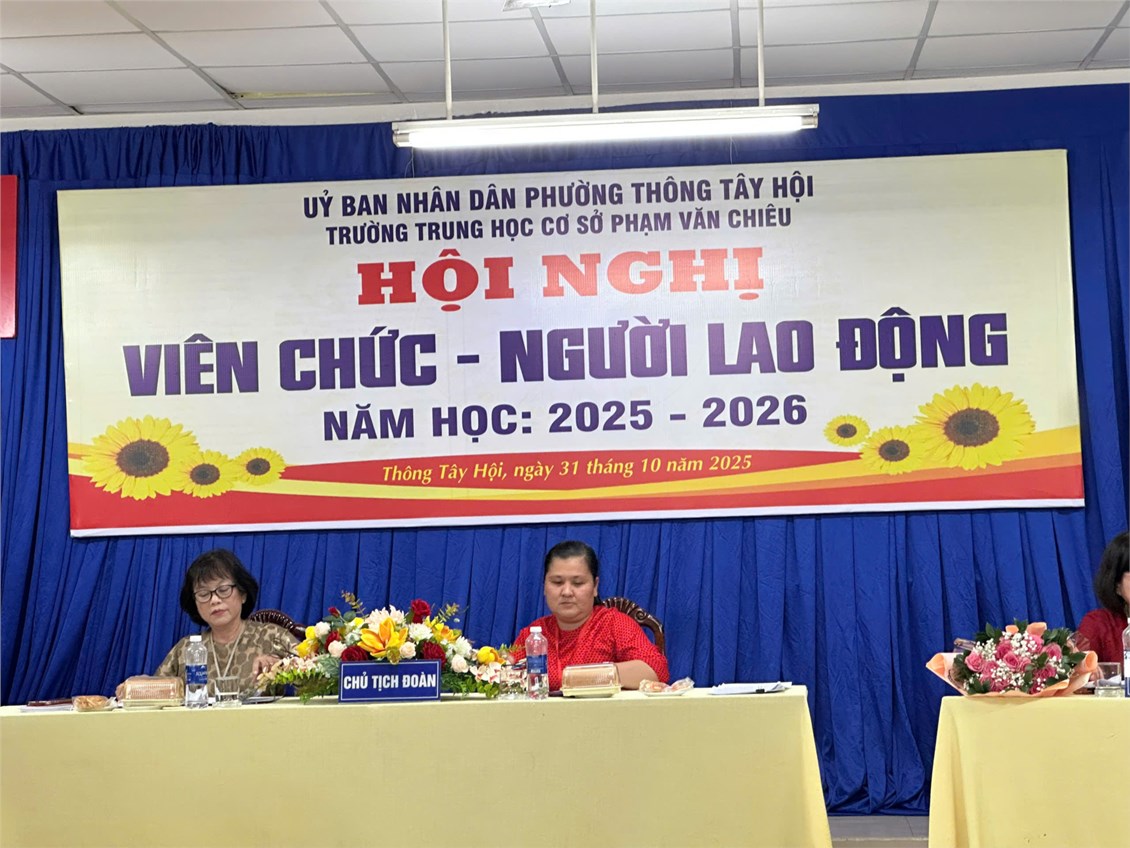 UỶ BAN NHÂN DÂN PHƯỜNG THÔNG TÂY HỘI
TRƯỜNG TRUNG HỌC CƠ SỞ PHẠM VĂN CHIÊU
HỘI NGHỊ
VIÊN CHỨC - NGƯỜI LAO ĐỘNG
NĂM HỌC: 2025 - 2026
Thông Tây Hội, ngày 31 tháng 10 năm 2025
CHỦ TỊCH ĐOÀN